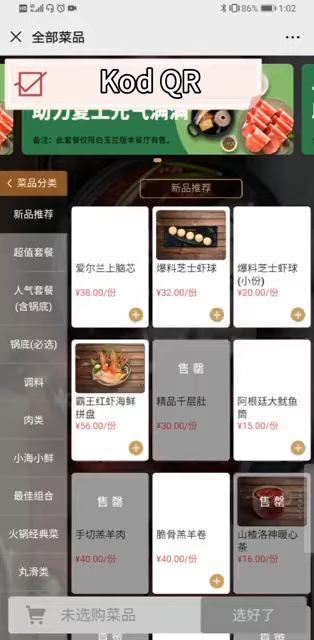 86% 1:02
全部菜品
Kod QR
助力夏王元气满满
备注：此套餐仅限白玉兰版本餐厅有售。
菜品分类
新品推荐
新品推荐
超值套餐
人气套餐
(含锅底)
锅底(必选)
调料
肉类
小海小鲜
最佳组合
火锅经典菜
丸滑类
爱尔兰上脑芯
¥38.00/份
爆料芝士虾球
¥32.00/份
爆料芝士虾球
(小份)
¥20.00/份
霸王红虾海鲜
拼盘
¥56.00/份
售罄
精品千层肚
¥30.00/份
阿根廷大鱿鱼
筒
¥15.00/份
售罄
手切羔羊肉
¥40.00/份
脆骨羔羊卷
¥40.00/份
售罄
山楂洛神暖心
茶
¥16.00/份
未选购菜品
选好了